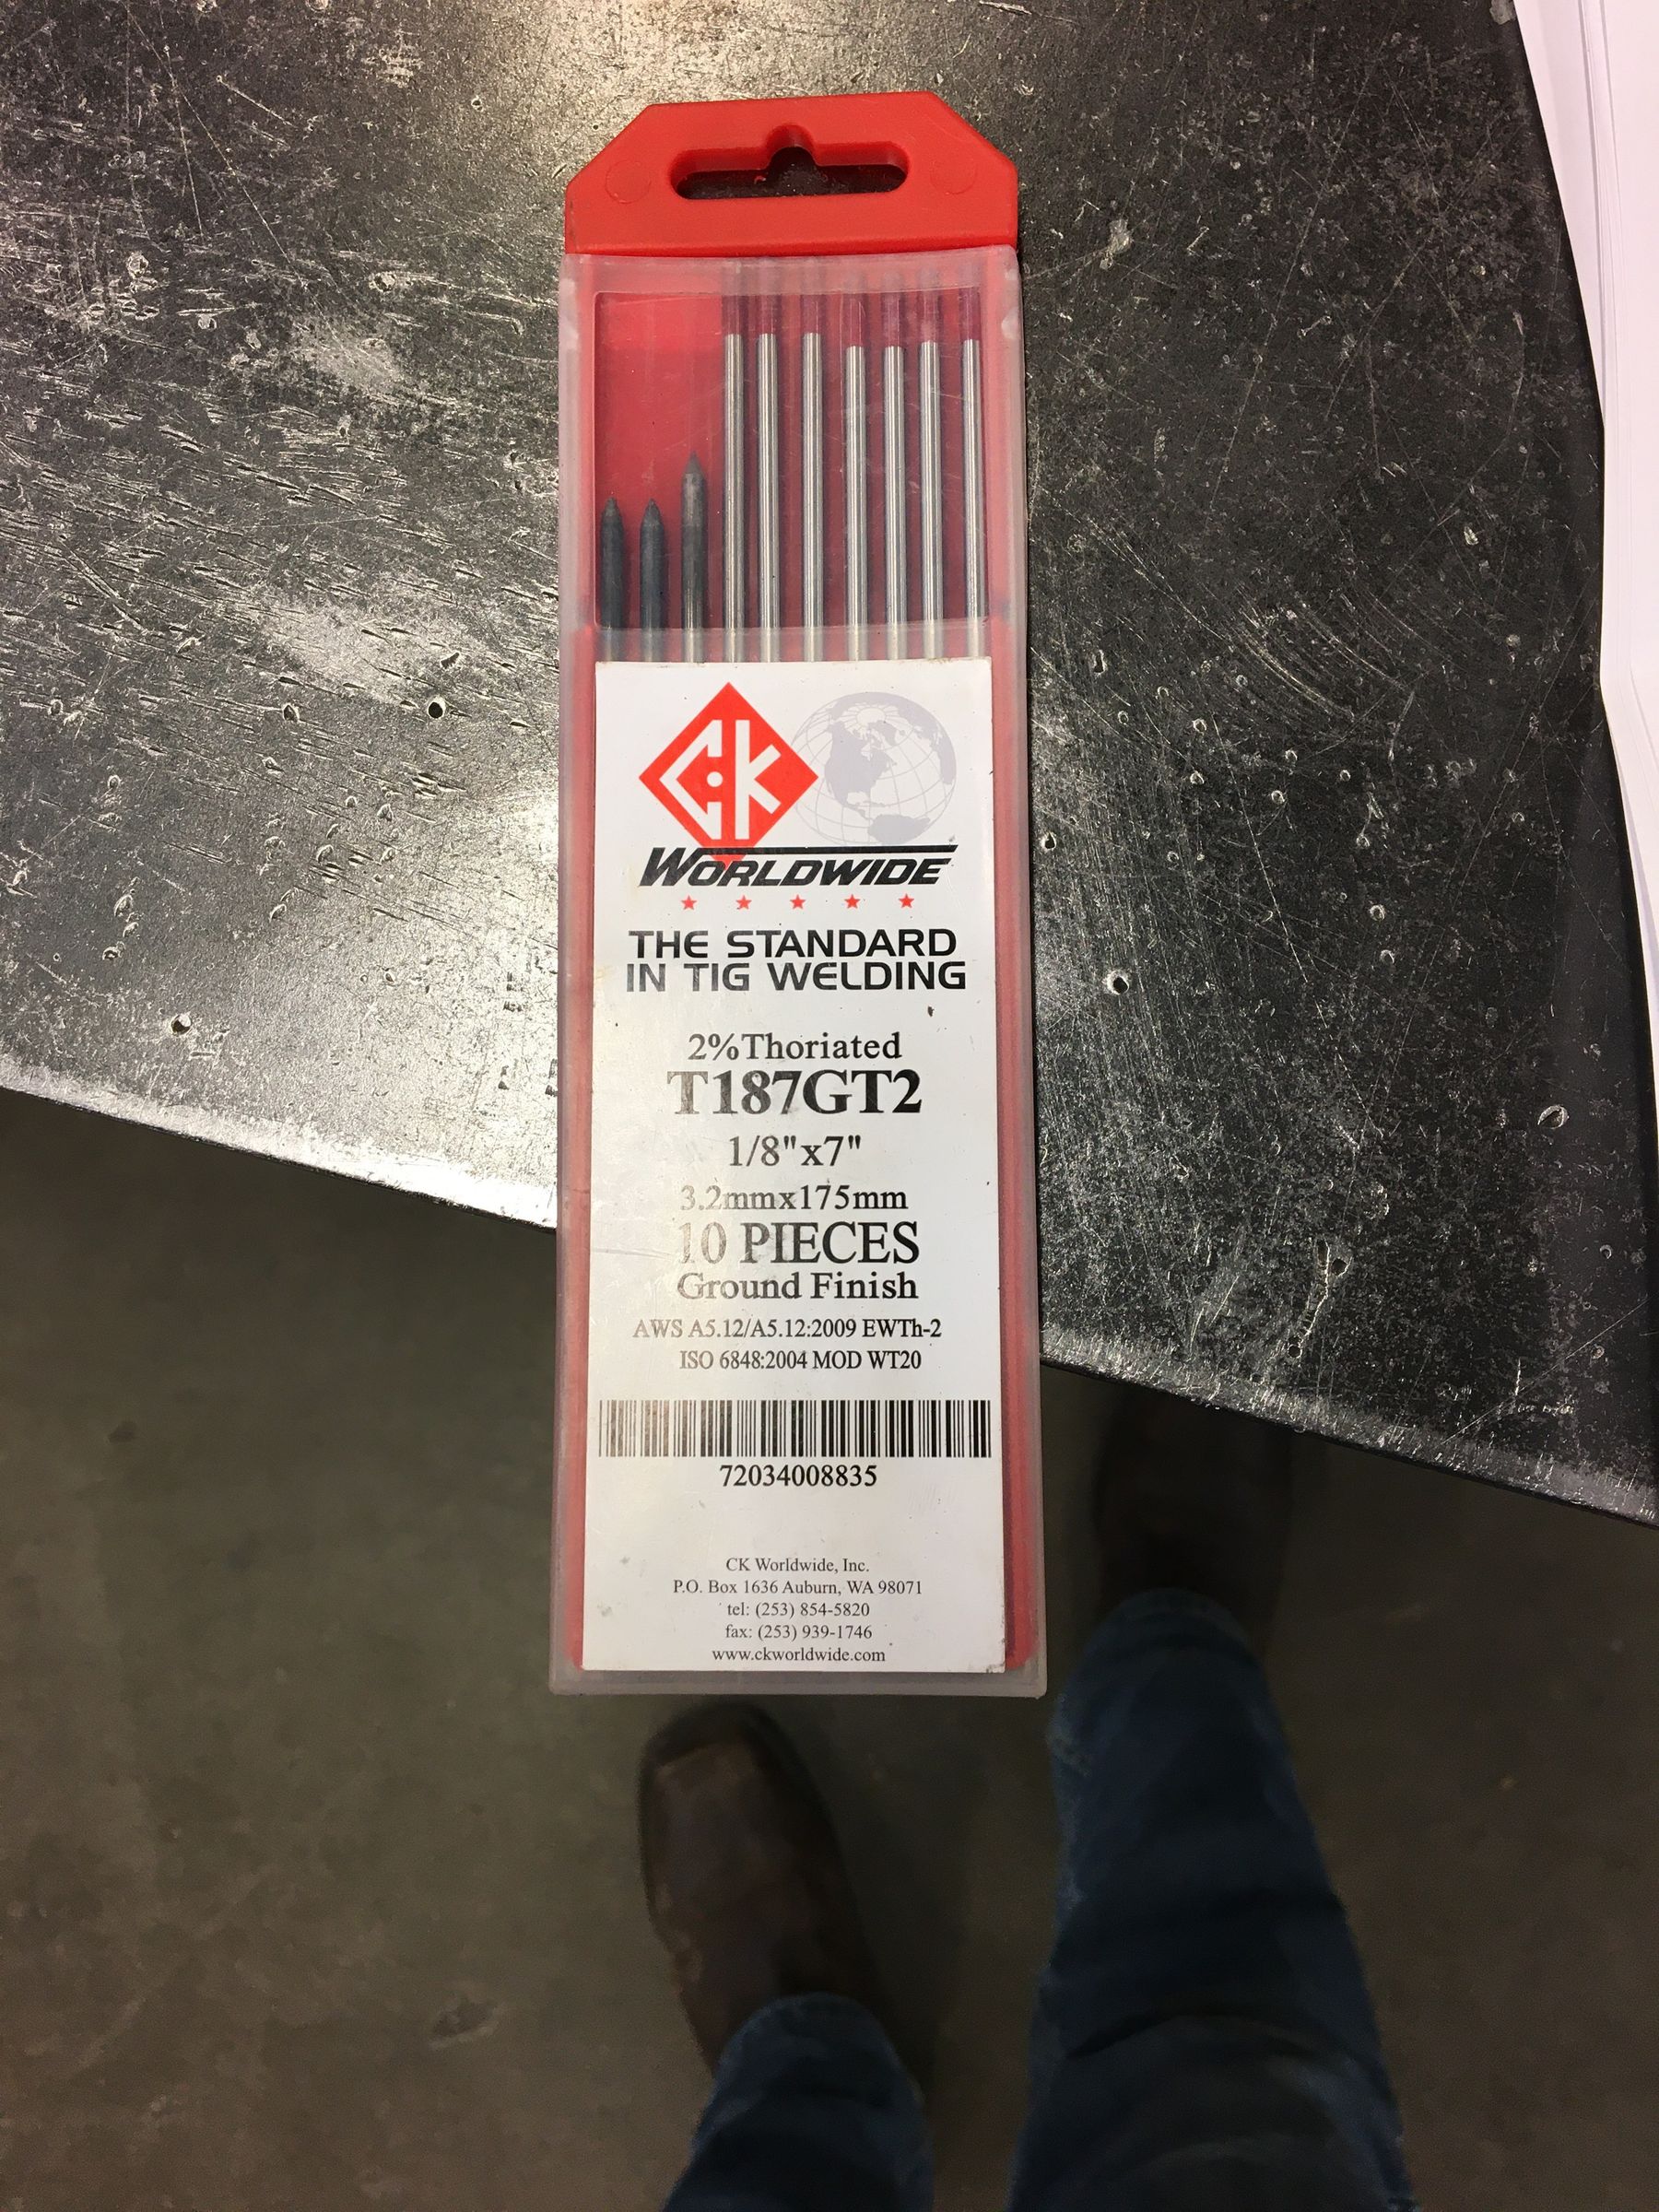 CK
WORLDWIDE
THE STANDARD
IN TIG WELDING
2%Thoriated
T187GT2
1/8"x7"
3.2mmx175mm
10 PIECES
Ground Finish
AWS A5.12/A5.12:2009 EWTh-2
ISO 6848:2004 MOD WT20
72034008835
CK Worldwide, Inc.
P.O. Box 1636 Auburn, WA 98071
tel: (253) 854-5820
fax: (253) 939-1746
www.ckworldwide.com